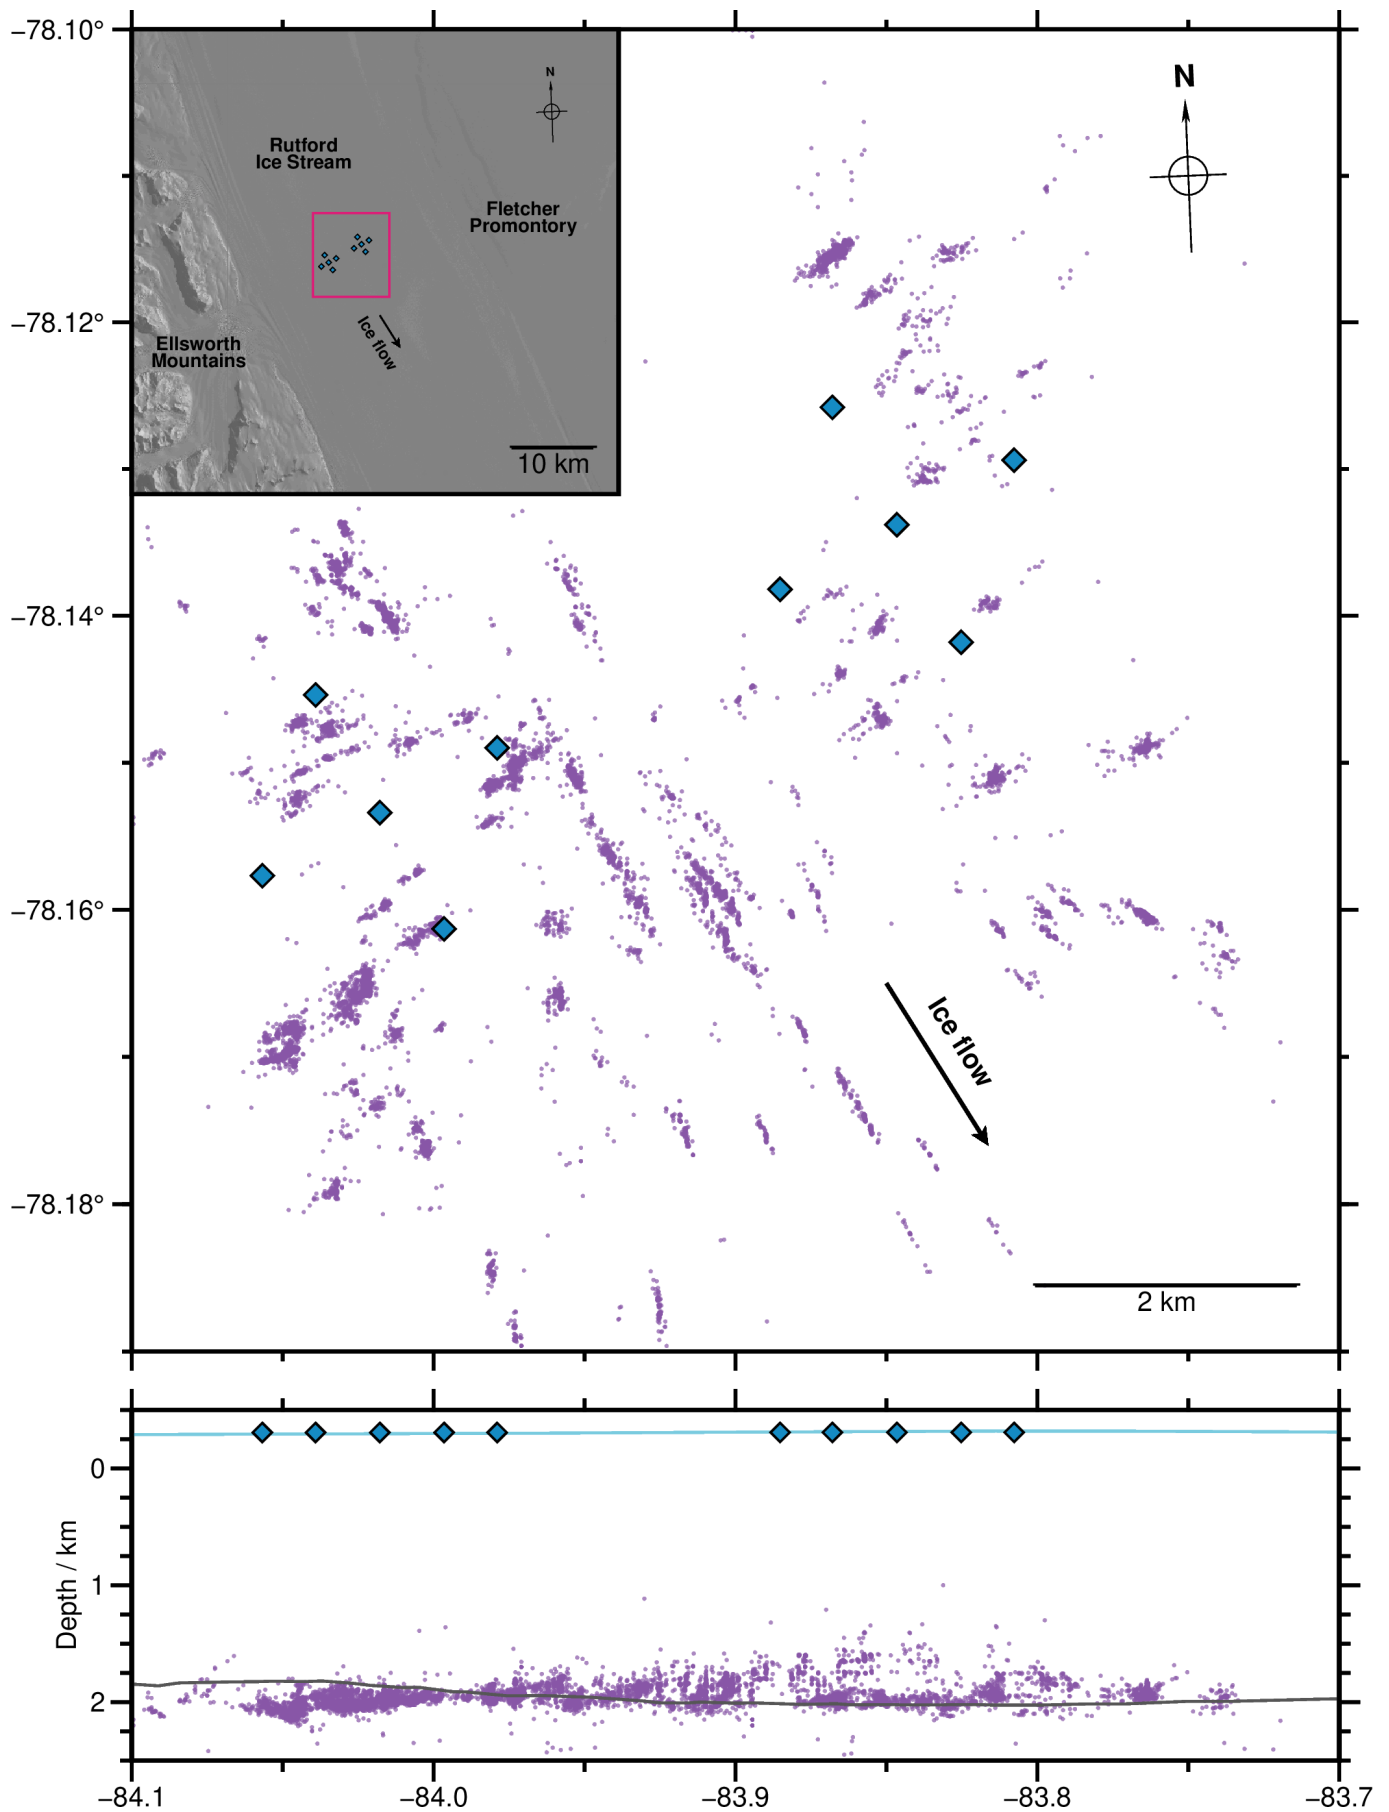 −78.10°
N
Rutford
Ice Stream
Fletcher
Promontory
Ice flow
Ellsworth
Mountains
10 km
N
−78.12°
−78.14°
−78.16°
Ice flow
−78.18°
2 km
Depth / km
0
1
2
−84.1
−84.0
−83.9
−83.8
−83.7